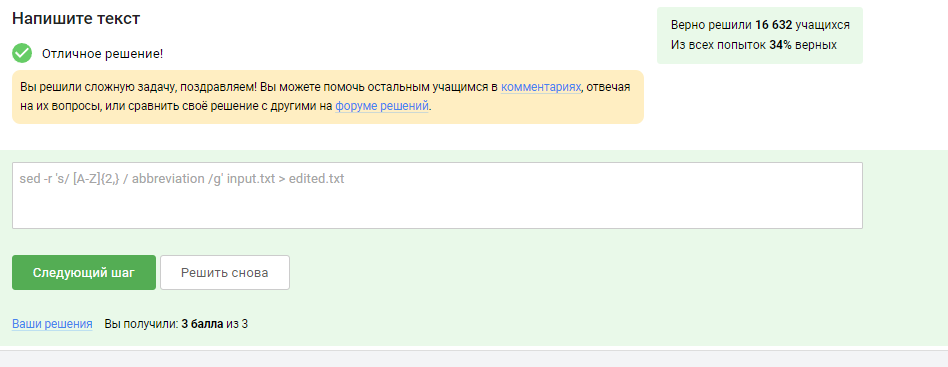 Напишите текст
Верно решили 16 632 учащихся
Из всех попыток 34% верных
Отличное решение!
Вы решили сложную задачу, поздравляем! Вы можете помочь остальным учащимся в комментариях, отвечая
на их вопросы, или сравнить своё решение с другими на форуме решений.
sed -r 's/ [A-Z]{2,} / abbreviation /g' input.txt > edited.txt
Следующий шаг
Решить снова
Ваши решения Вы получили: 3 балла из 3